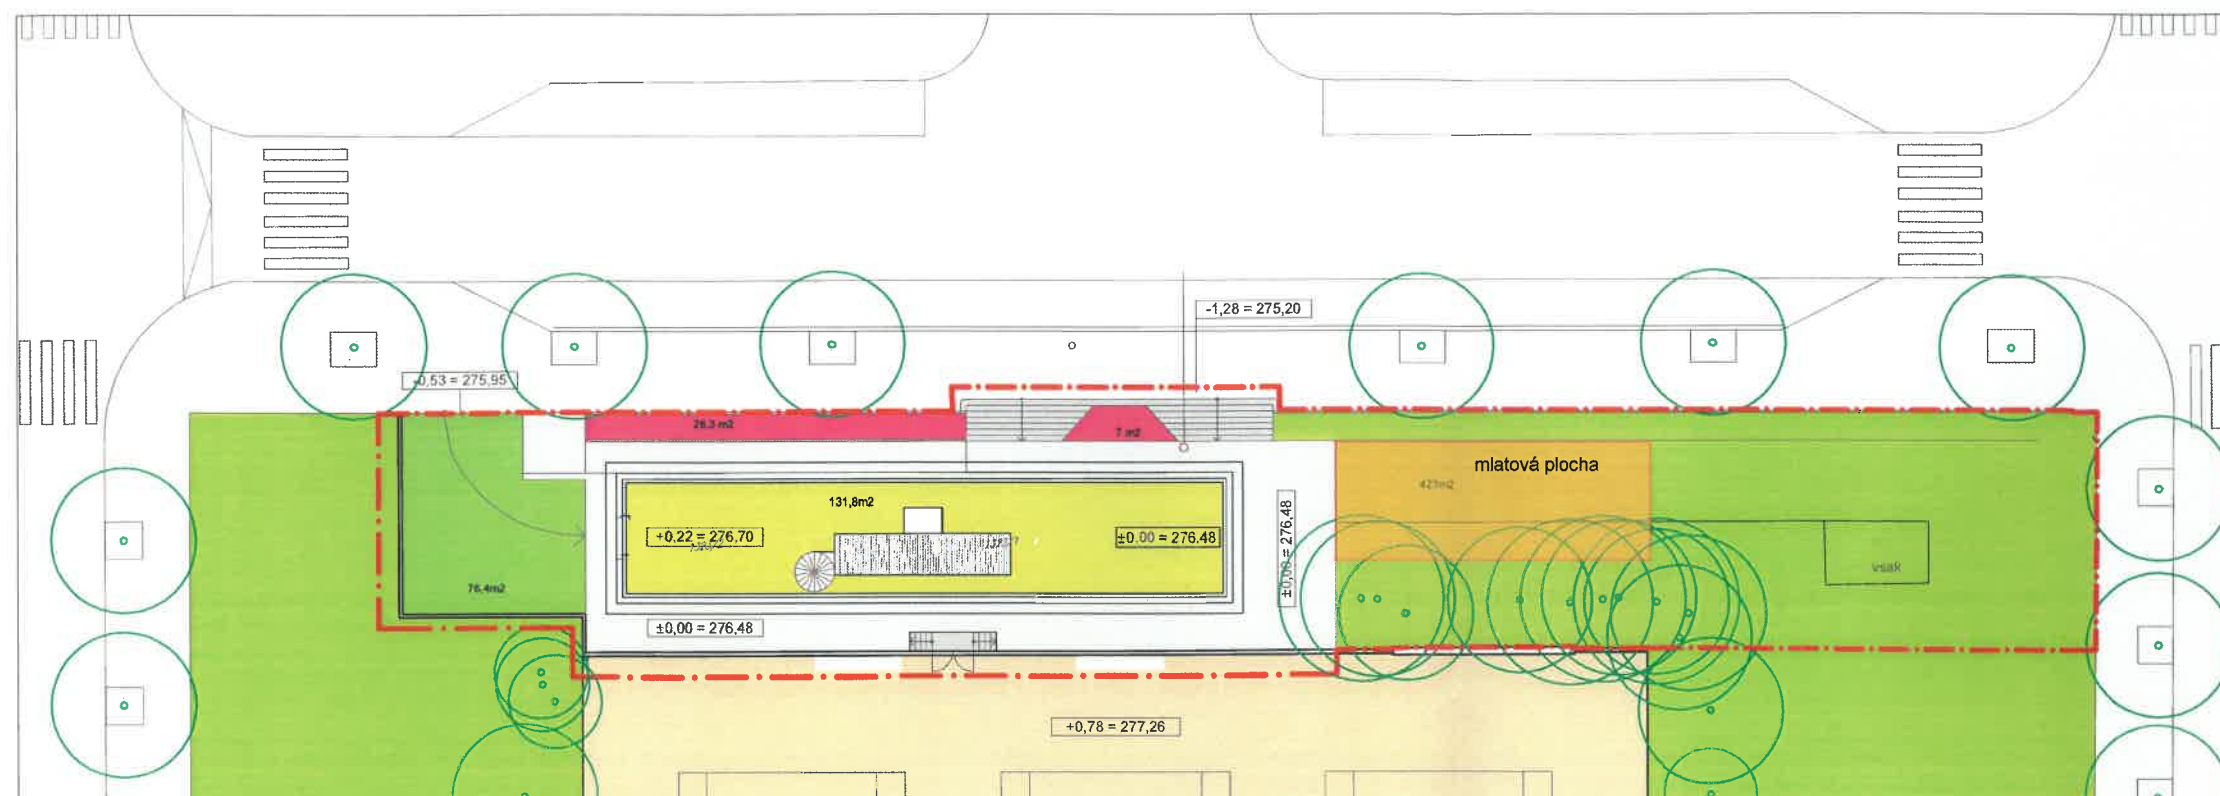 -1,28 = 275,20
-0,53 = 275,95
26,3 m2
7 m2
mlatová plocha
423m2
131,8m2
+0,22 = 276,70
±0.00 = 276.48
±0,00 = 276,48
vsak
76,4m2
±0,00 = 276,48
+0,78 = 277,26